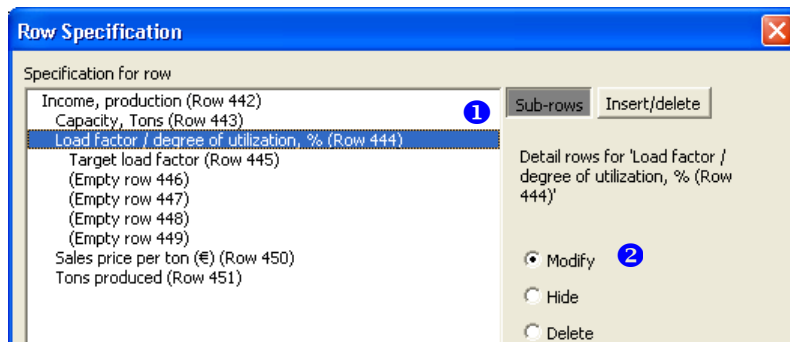 Row Specification
Specification for row
Income, production (Row 442)
Capacity, Tons (Row 443)
Load factor / degree of utilization, % (Row 444)
Target load factor (Row 445)
(Empty row 446)
(Empty row 447)
(Empty row 448)
(Empty row 449)
Sales price per ton (€) (Row 450)
Tons produced (Row 451)
1
Sub-rows Insert/delete
Detail rows for 'Load factor /
degree of utilization, % (Row
444)'
Modify 2
Hide
Delete